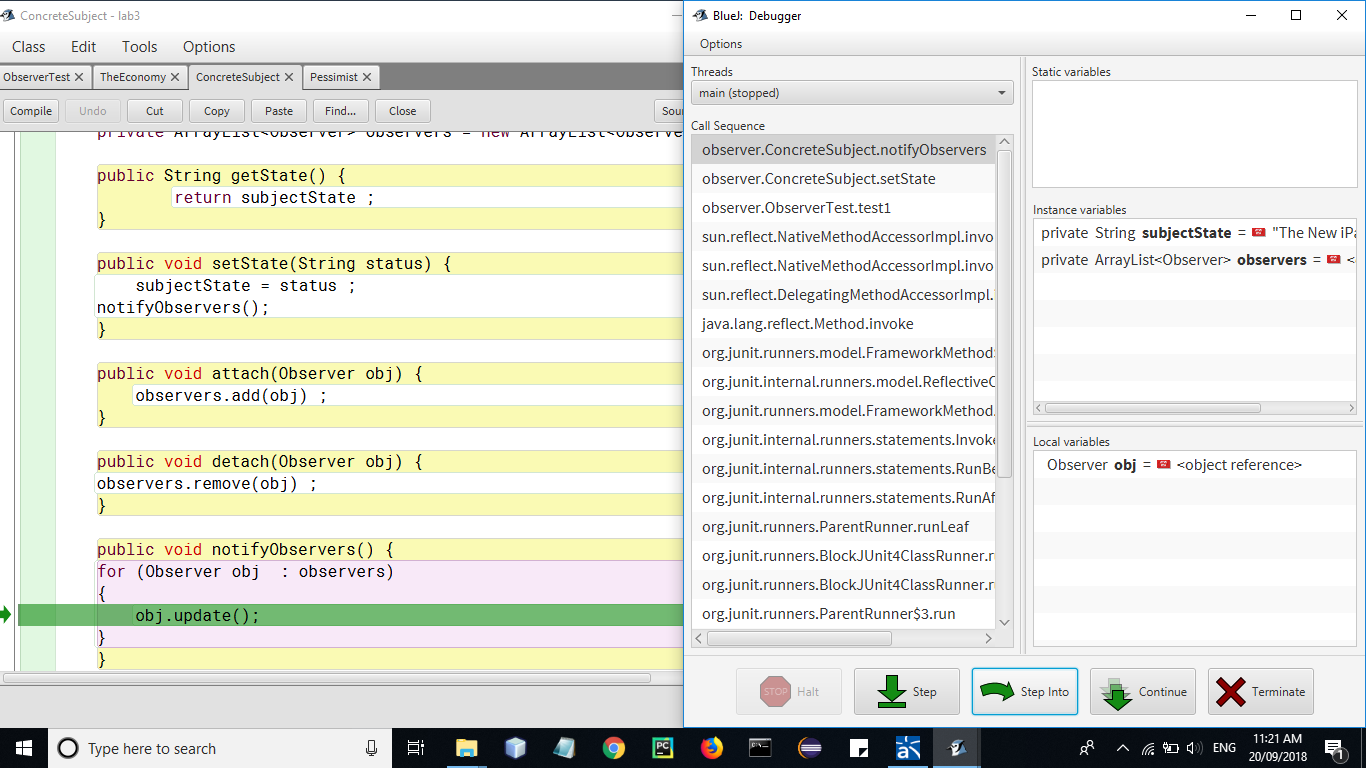 ConcreteSubject - lab3
Class Edit Tools Options
ObserverTest TheEconomy ConcreteSubject Pessimist
Compile Undo Cut Copy Paste Find... Close Sour
private ArrayList<Observer> observers = new ArrayList<Observe
public String getState() {
return subjectState ;
}
public void setState(String status) {
subjectState = status ;
notifyObservers();
}
public void attach(Observer obj) {
observers.add(obj) ;
}
public void detach(Observer obj) {
observers.remove(obj) ;
}
public void notifyObservers() {
for (Observer obj  : observers)
{
obj.update();
}
}
BlueJ: Debugger
Options
Threads
main (stopped)
Call Sequence
observer.ConcreteSubject.notifyObservers
observer.ConcreteSubject.setState
observer.ObserverTest.test1
sun.reflect.NativeMethodAccessorImpl.invo
sun.reflect.NativeMethodAccessorImpl.invo
sun.reflect.DelegatingMethodAccessorImpl.
java.lang.reflect.Method.invoke
org.junit.runners.model.FrameworkMethod
org.junit.internal.runners.model.ReflectiveC
org.junit.runners.model.FrameworkMethod.
org.junit.internal.runners.statements.Invoke
org.junit.internal.runners.statements.RunBe
org.junit.internal.runners.statements.RunAf
org.junit.runners.ParentRunner.runLeaf
org.junit.runners.BlockJUnit4ClassRunner.r
org.junit.runners.BlockJUnit4ClassRunner.r
org.junit.runners.ParentRunner$3.run
Static variables
Instance variables
private String subjectState = "The New iPa
private ArrayList<Observer> observers = <
Local variables
Observer obj = <object reference>
STOP Halt Step Step Into Continue Terminate
Type here to search
PC
ENG
11:21 AM
20/09/2018
1